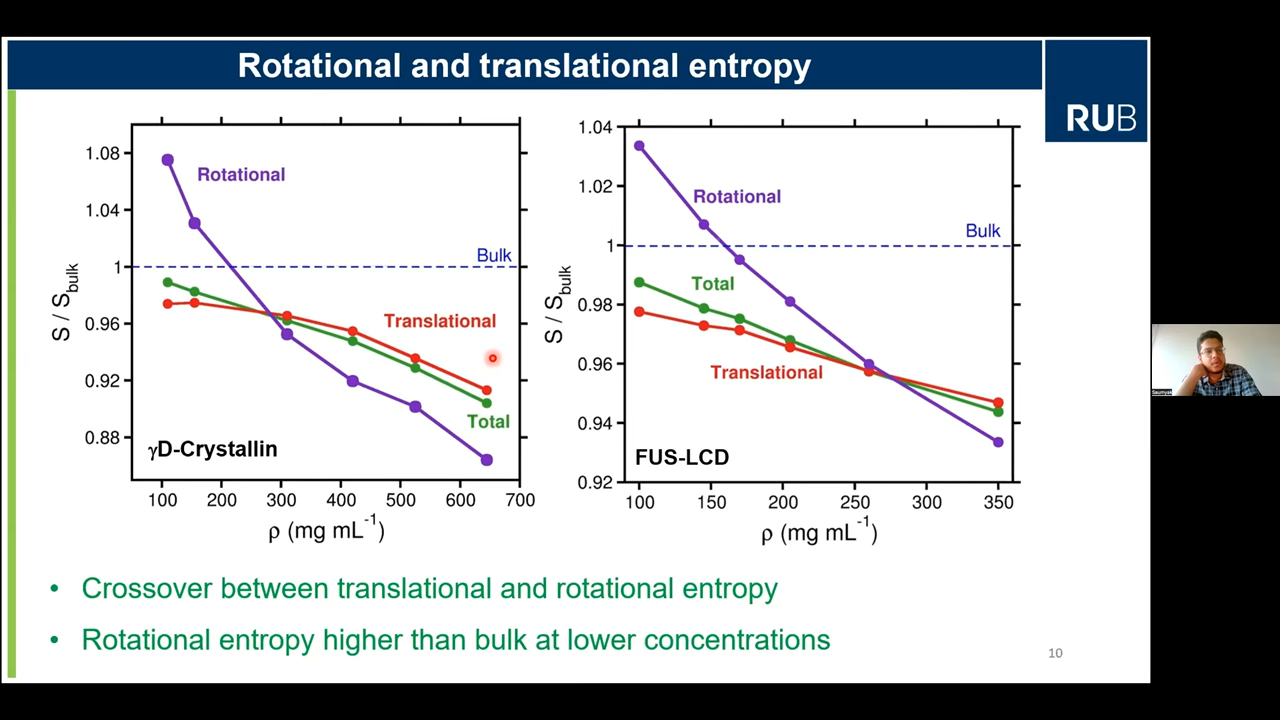 Rotational and translational entropy
RUB
1.08
1.04
1
0.96
0.92
0.88
S / Sbulk
Rotational
Bulk
Translational
Total
γD-Crystallin
100 200 300 400 500 600 700
ρ (mg mL-1)
1.04
1.02
1
0.98
0.96
0.94
0.92
S / Sbulk
Rotational
Bulk
Total
Translational
FUS-LCD
100 150 200 250 300 350
ρ (mg mL-1)
• Crossover between translational and rotational entropy
• Rotational entropy higher than bulk at lower concentrations
10